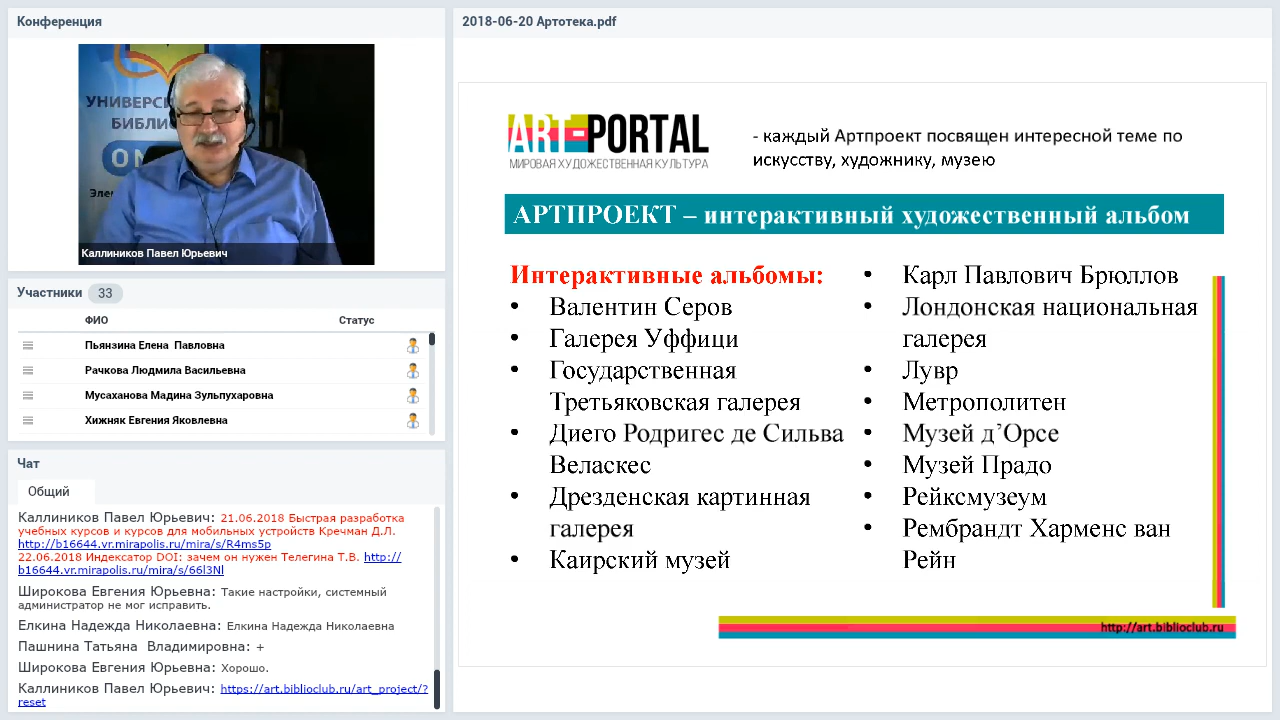 Конференция
УНИВЕРСИ
БИБЛИО
Эле
Каллиников Павел Юрьевич
Участники 33
ФИО Статус
Пьянзина Елена Павловна
Рачкова Людмила Васильевна
Мусаханова Мадина Зульпухаровна
Хижняк Евгения Яковлевна
Чат
Общий
Каллиников Павел Юрьевич: 21.06.2018 Быстрая разработка
учебных курсов и курсов для мобильных устройств Кречман Д.Л.
http://b16644.vr.mirapolis.ru/mira/s/R4ms5p
22.06.2018 Индексатор DOI: зачем он нужен Телегина Т.В. http://
b16644.vr.mirapolis.ru/mira/s/66l3Nl
Широкова Евгения Юрьевна: Такие настройки, системный
администратор не мог исправить.
Елкина Надежда Николаевна: Елкина Надежда Николаевна
Пашнина Татьяна Владимировна: +
Широкова Евгения Юрьевна: Хорошо.
Каллиников Павел Юрьевич: https://art.biblioclub.ru/art_project/?
reset
2018-06-20 Артотека.pdf
ART-PORTAL
МИРОВАЯ ХУДОЖЕСТВЕННАЯ КУЛЬТУРА
- каждый Артпроект посвящен интересной теме по
искусству, художнику, музею
АРТПРОЕКТ – интерактивный художественный альбом
Интерактивные альбомы:
• Валентин Серов
• Галерея Уффици
• Государственная
Третьяковская галерея
• Диего Родригес де Сильва
Веласкес
• Дрезденская картинная
галерея
• Каирский музей
• Карл Павлович Брюллов
• Лондонская национальная
галерея
• Лувр
• Метрополитен
• Музей д’Орсе
• Музей Прадо
• Рейксмузеум
• Рембрандт Харменс ван
Рейн
http://art.biblioclub.ru